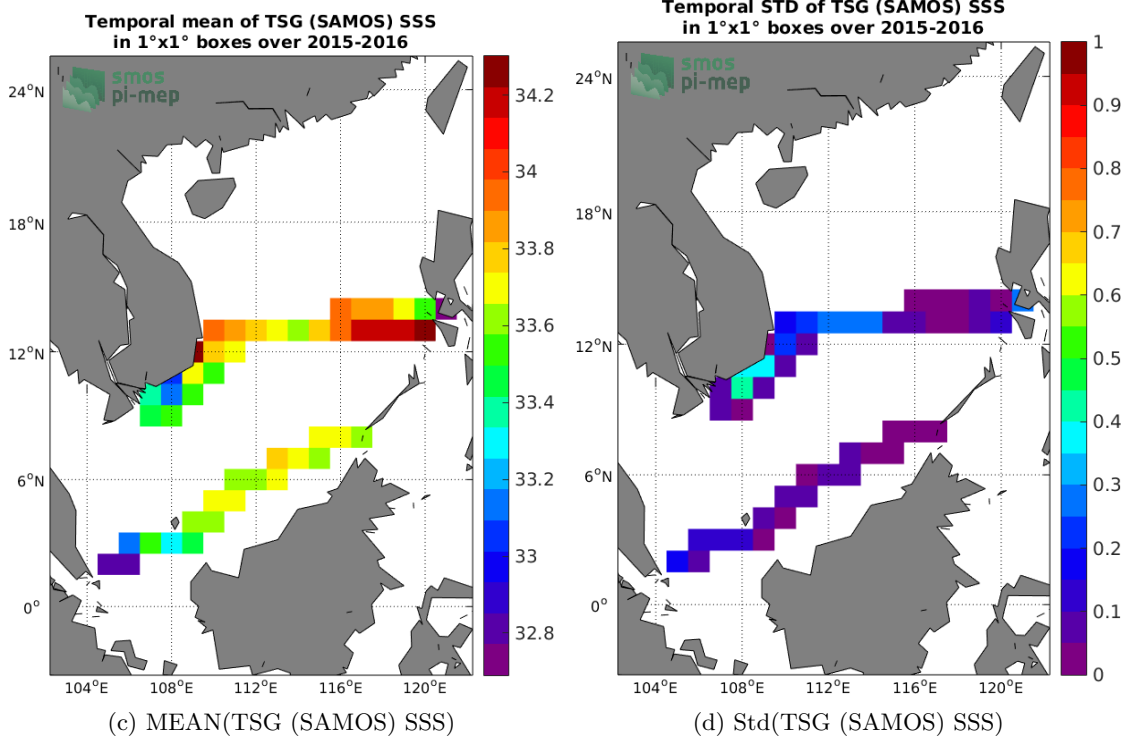 Temporal mean of TSG (SAMOS) SSS
in 1°x1° boxes over 2015-2016
smos
pi-mep
24°N
18°N
12°N
6°N
0°
104°E
108°E
112°E
116°E
120°E
34.2
34
33.8
33.6
33.4
33.2
33
32.8
(c) MEAN(TSG (SAMOS) SSS)
Temporal STD of TSG (SAMOS) SSS
in 1°x1° boxes over 2015-2016
smos
pi-mep
24°N
18°N
12°N
6°N
0°
104°E
108°E
112°E
116°E
120°E
1
0.9
0.8
0.7
0.6
0.5
0.4
0.3
0.2
0.1
0
(d) Std(TSG (SAMOS) SSS)